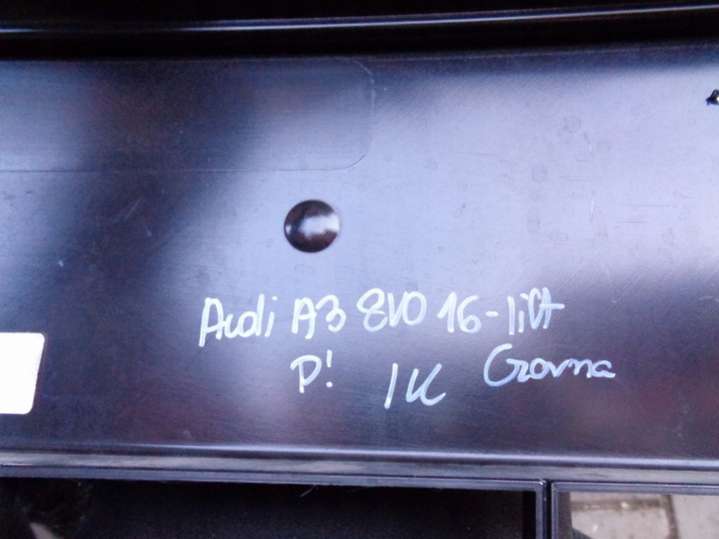 Audi A3 8V0 16-lift
P! 1K Czarna